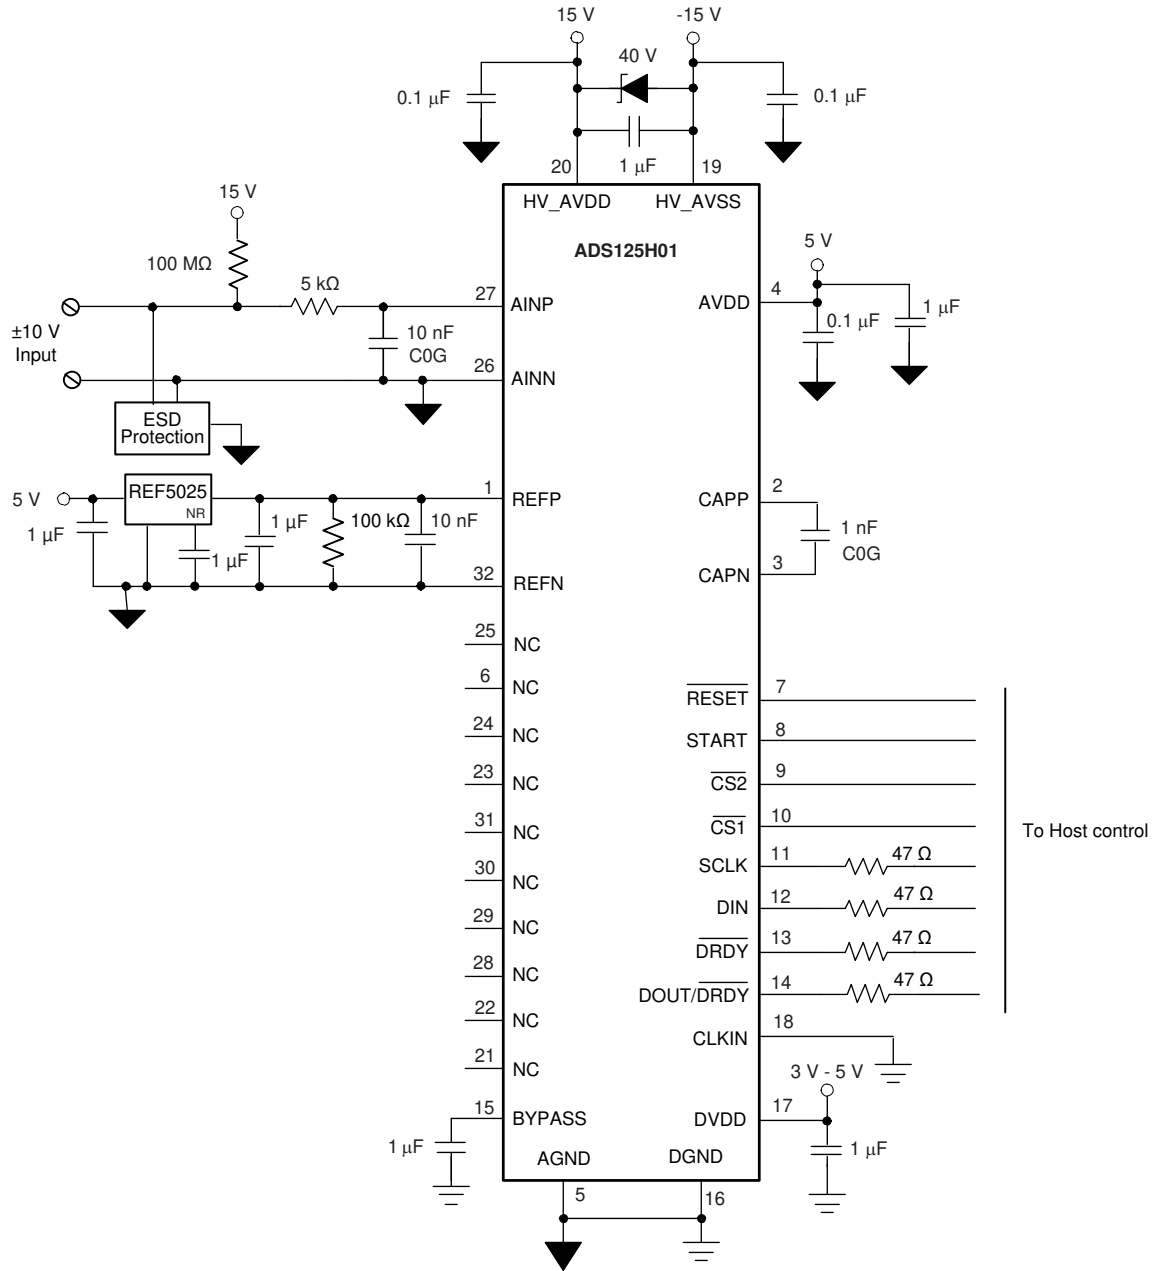 15 V
-15 V
40 V
0.1 μF
0.1 μF
1 μF
20
19
HV_AVDD
HV_AVSS
ADS125H01
15 V
100 MΩ
5 kΩ
27
AINP
±10 V
Input
10 nF
C0G
26
AINN
ESD
Protection
5 V
4
AVDD
0.1 μF
1 μF
5 V
REF5025
NR
1
REFP
1 μF
1 μF
1 μF
100 kΩ
10 nF
32
REFN
2
CAPP
1 nF
C0G
3
CAPN
25
NC
6
NC
24
NC
23
NC
31
NC
30
NC
29
NC
28
NC
22
NC
21
NC
15
BYPASS
1 μF
RESET
7
START
8
CS2
9
CS1
10
SCLK
11
47 Ω
DIN
12
47 Ω
DRDY
13
47 Ω
DOUT/DRDY
14
47 Ω
To Host control
CLKIN
18
3 V - 5 V
DVDD
17
1 μF
AGND
DGND
5
16